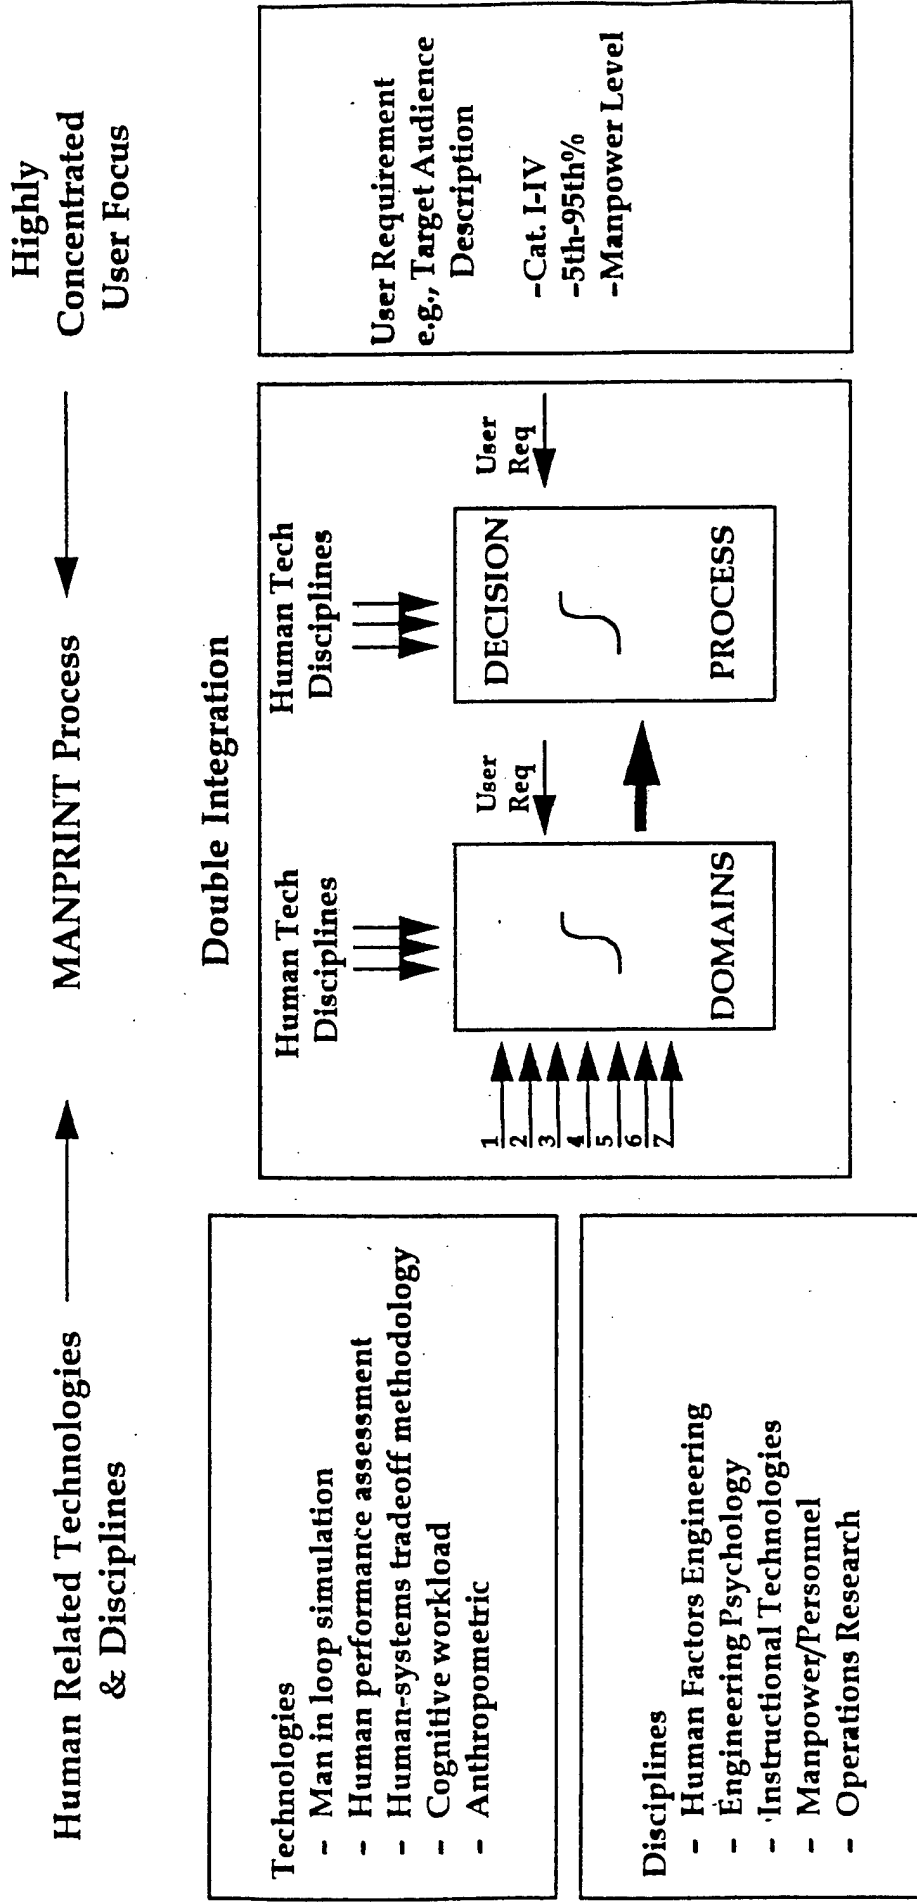 Human Related Technologies
& Disciplines
MANPRINT Process
Highly
Concentrated
User Focus
Technologies
- Man in loop simulation
- Human performance assessment
- Human-systems tradeoff methodology
- Cognitive workload
- Anthropometric
Disciplines
- Human Factors Engineering
- Engineering Psychology
- Instructional Technologies
- Manpower/Personnel
- Operations Research
Double Integration
Human Tech
Disciplines
1
2
3
4
5
6
7
DOMAINS
User
Req
Human Tech
Disciplines
DECISION
PROCESS
User
Req
User Requirement
e.g., Target Audience
Description
-Cat. I-IV
-5th-95th%
-Manpower Level